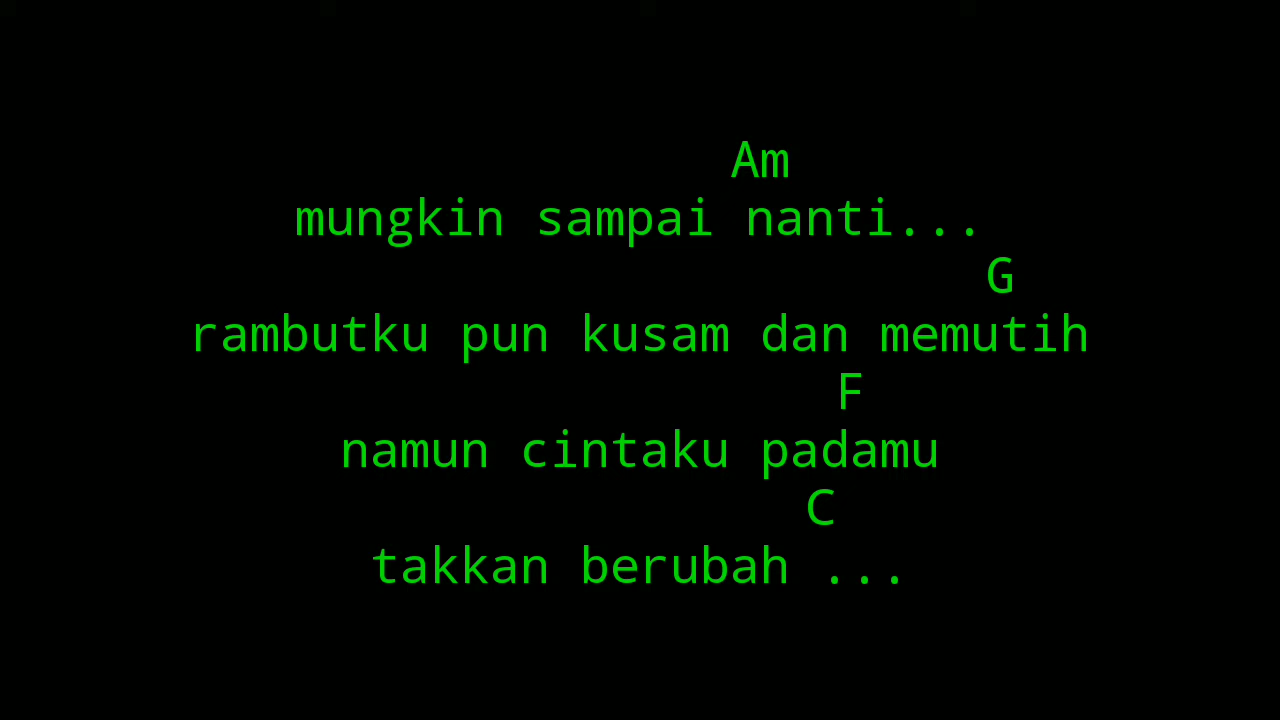 Am
mungkin sampai nanti...
G
rambutku pun kusam dan memutih
F
namun cintaku padamu
C
takkan berubah ...